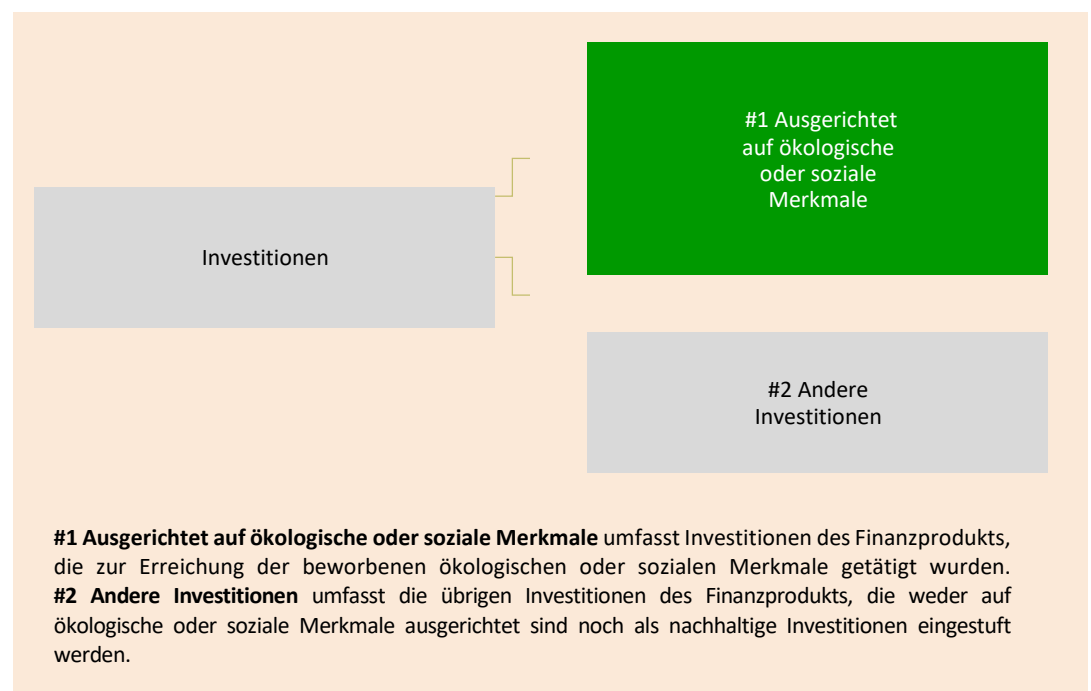 #1 Ausgerichtet
auf ökologische
oder soziale
Merkmale
Investitionen
#2 Andere
Investitionen
#1 Ausgerichtet auf ökologische oder soziale Merkmale umfasst Investitionen des Finanzprodukts,
die zur Erreichung der beworbenen ökologischen oder sozialen Merkmale getätigt wurden.
#2 Andere Investitionen umfasst die übrigen Investitionen des Finanzprodukts, die weder auf
ökologische oder soziale Merkmale ausgerichtet sind noch als nachhaltige Investitionen eingestuft
werden.